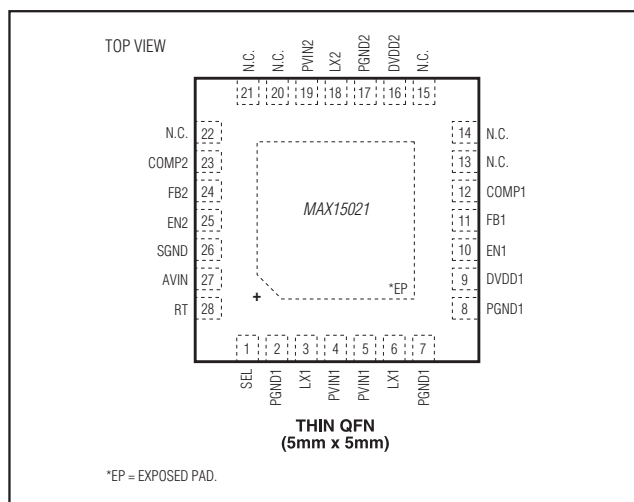 TOP VIEW
N.C.
N.C.
PVIN2
LX2
PGND2
DVDD2
N.C.
21 20 19 18 17 16 15
N.C. 22
COMP2 23
FB2 24
EN2 25
SGND 26
AVIN 27
RT 28
MAX15021
*EP
+
14 N.C.
13 N.C.
12 COMP1
11 FB1
10 EN1
9 DVDD1
8 PGND1
1 2 3 4 5 6 7
SEL
PGND1
LX1
PVIN1
PVIN1
LX1
PGND1
THIN QFN
(5mm x 5mm)
*EP = EXPOSED PAD.